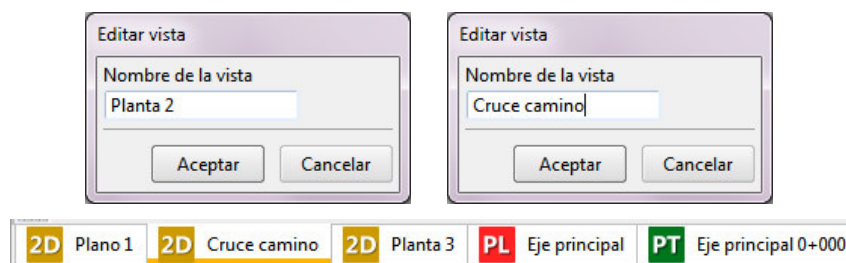 Editar vista
Nombre de la vista
Planta 2
Aceptar Cancelar
Editar vista
Nombre de la vista
Cruce camino
Aceptar Cancelar
2D Plano 1 2D Cruce camino 2D Planta 3 PL Eje principal PT Eje principal 0+000